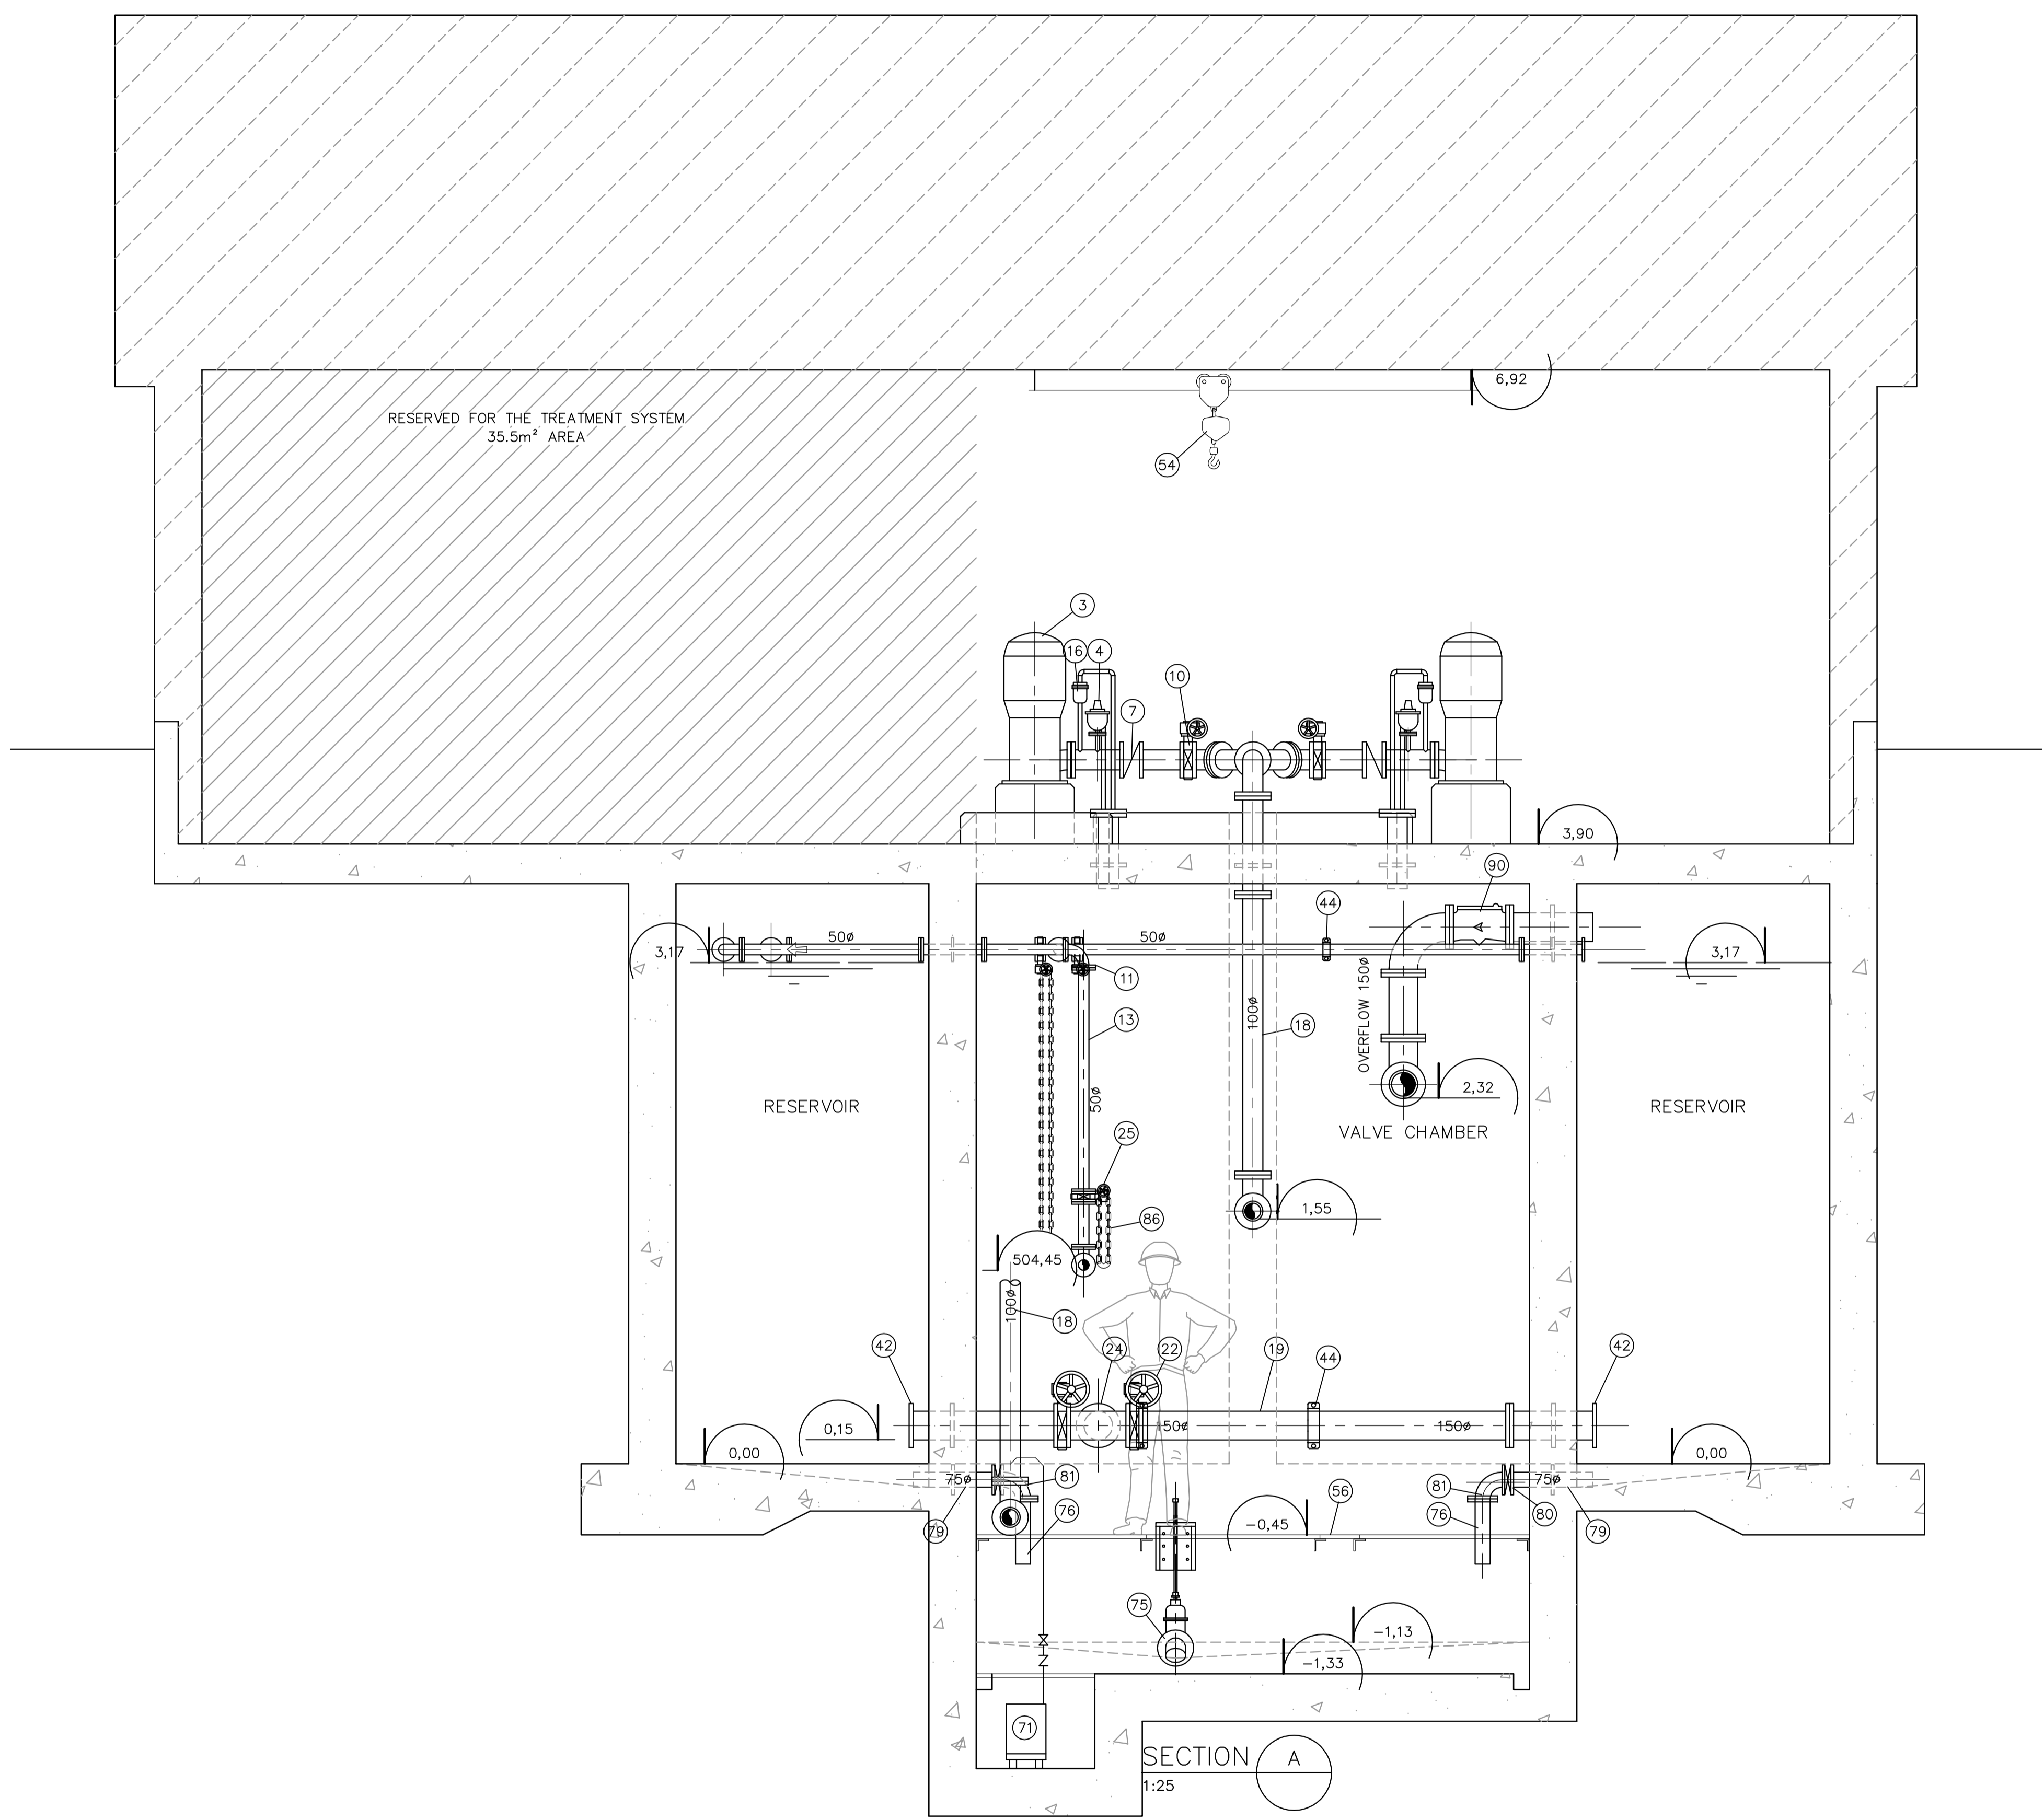 6,92
RESERVED FOR THE TREATMENT SYSTEM
35.5m² AREA
54
3
16
4
10
7
3,90
90
44
50ø
50ø
3,17
3,17
11
13
100ø
18
OVERFLOW 150ø
50ø
2,32
RESERVOIR
RESERVOIR
VALVE CHAMBER
25
1,55
86
504,45
100ø
18
42
24
22
19
44
42
0,15
150ø
150ø
0,00
0,00
75ø
81
81
75ø
56
76
76
80
−0,45
79
79
75
−1,13
−1,33
71
SECTION A
1:25